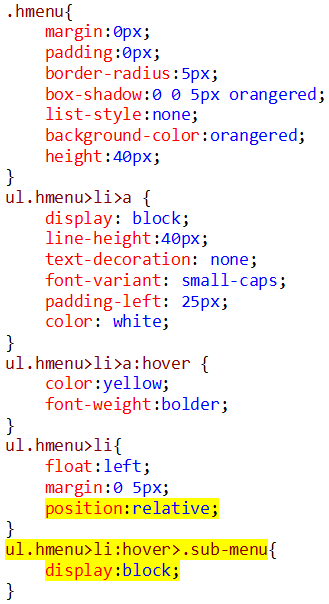 .hmenu{
margin:0px;
padding:0px;
border-radius:5px;
box-shadow:0 0 5px orangered;
list-style:none;
background-color:orangered;
height:40px;
}
ul.hmenu>li>a {
display: block;
line-height:40px;
text-decoration: none;
font-variant: small-caps;
padding-left: 25px;
color: white;
}
ul.hmenu>li>a:hover {
color:yellow;
font-weight:bolder;
}
ul.hmenu>li{
float:left;
margin:0 5px;
position:relative;
}
ul.hmenu>li:hover>.sub-menu{
display:block;
}